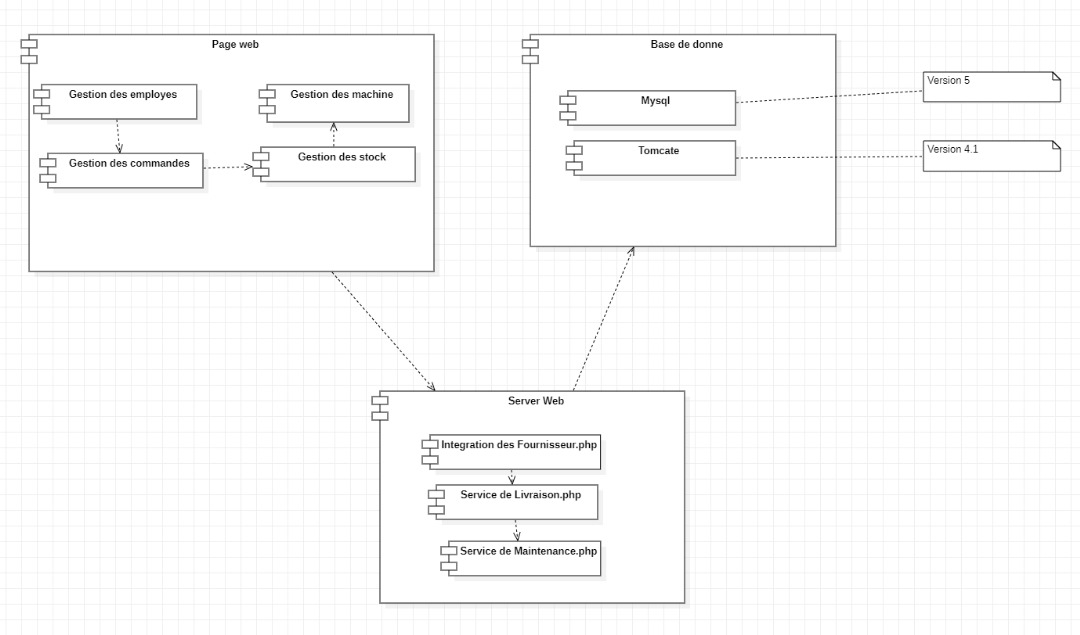 Page web
Gestion des employes
Gestion des machine
Gestion des commandes
Gestion des stock
Base de donne
Mysql
Tomcate
Version 5
Version 4.1
Server Web
Integration des Fournisseur.php
Service de Livraison.php
Service de Maintenance.php